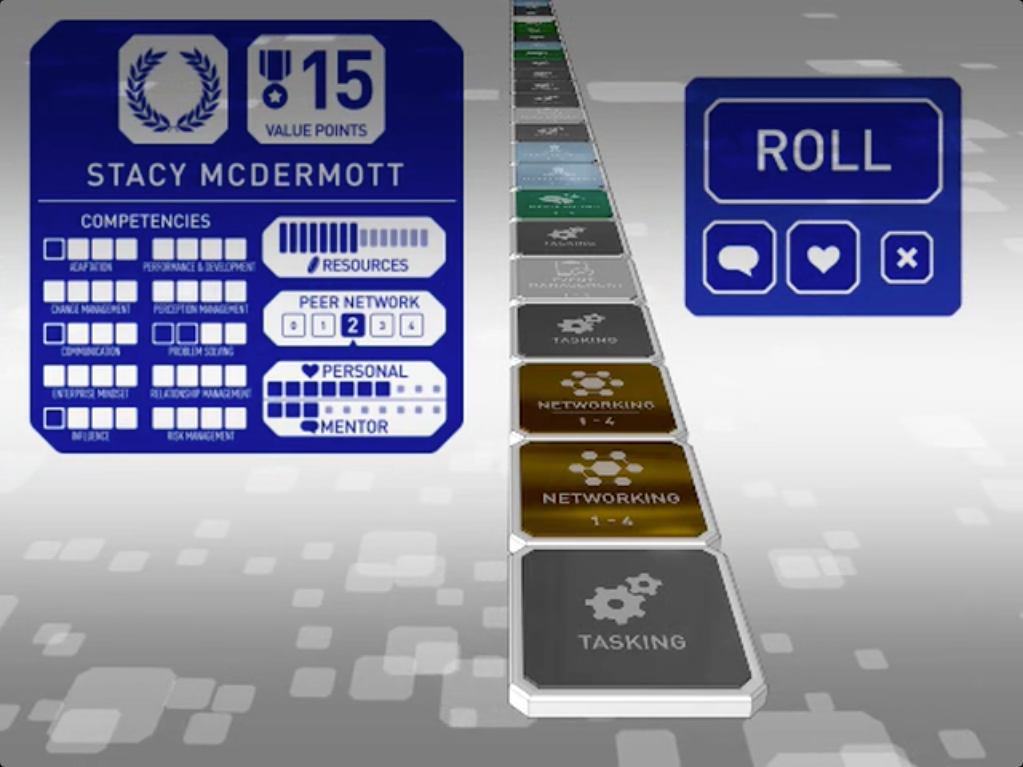 15
VALUE POINTS
STACY MCDERMOTT
COMPETENCIES
ADAPTATION
PERFORMANCE & DEVELOPMENT
CHANGE MANAGEMENT
PERCEPTION MANAGEMENT
COMMUNICATION
PROBLEM SOLVING
ENTERPRISE MINDSET
RELATIONSHIP MANAGEMENT
INFLUENCE
RISK MANAGEMENT
RESOURCES
PEER NETWORK
0 1 2 3 4
PERSONAL
MENTOR
ROLL
TASKING
EVENT
MANAGEMENT
TASKING
NETWORKING
1 - 4
NETWORKING
1 - 4
TASKING